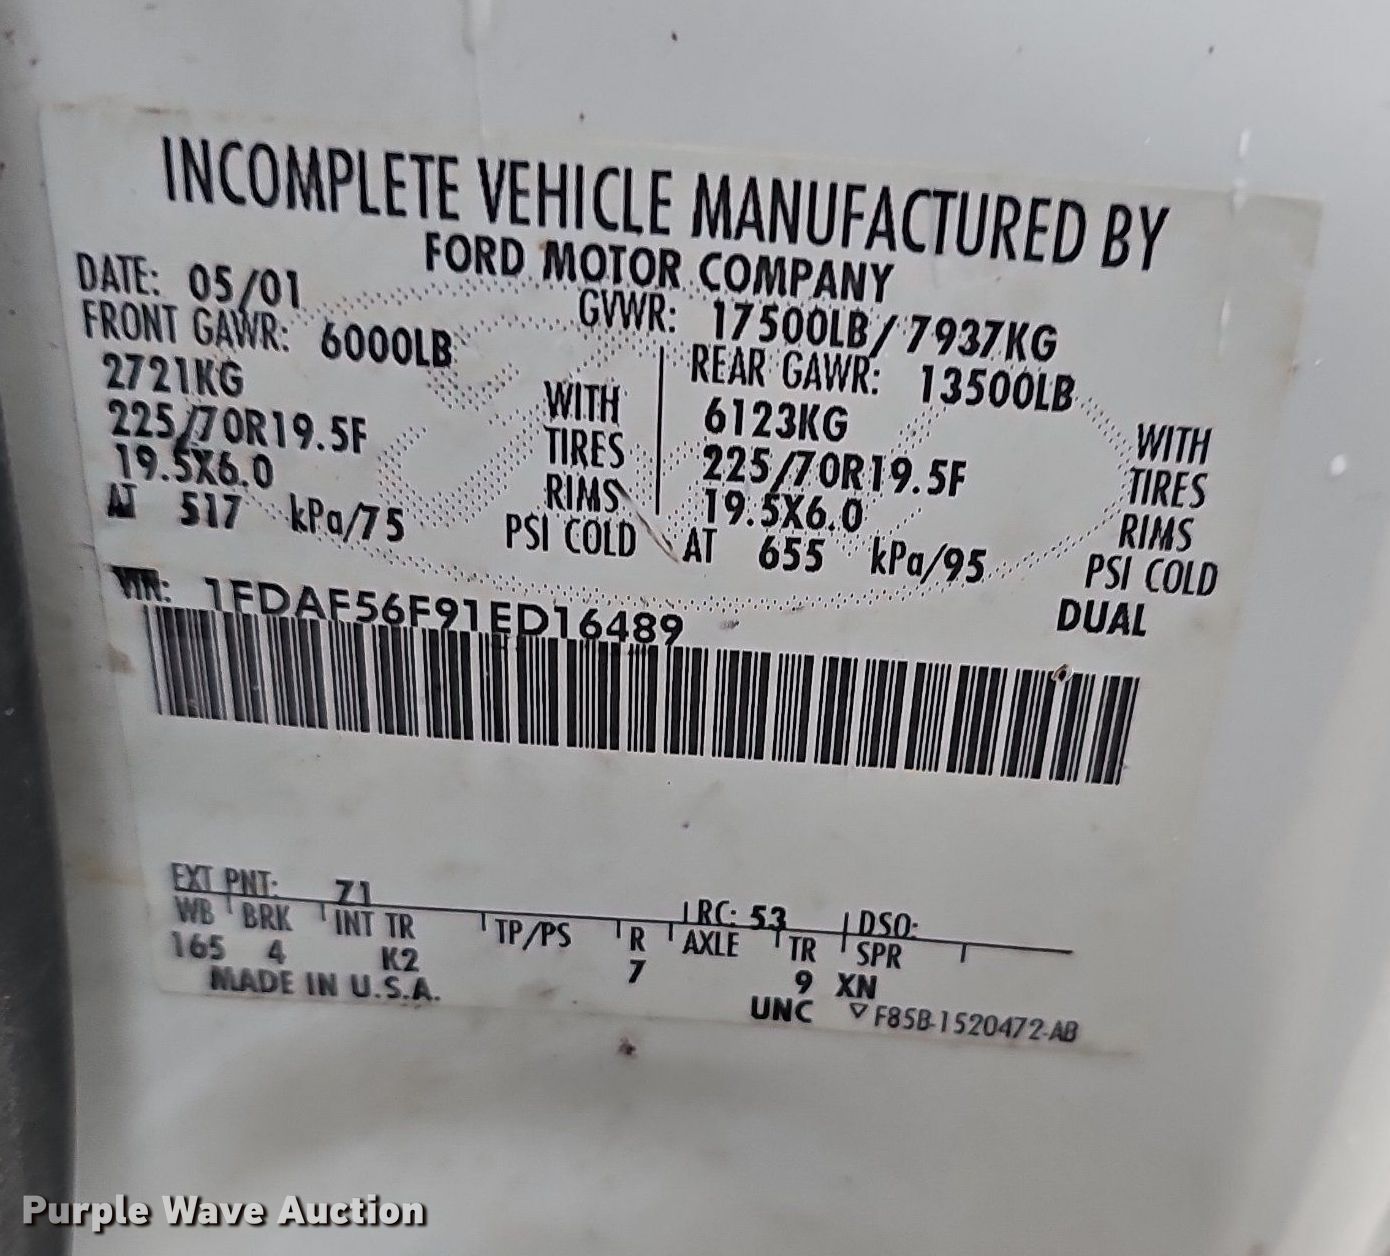 INCOMPLETE VEHICLE MANUFACTURED BY
FORD MOTOR COMPANY
DATE: 05/01 GVWR: 17500LB/ 7937KG
FRONT GAWR: 6000LB REAR GAWR: 13500LB
2721KG WITH 6123KG WITH
225/70R19.5F TIRES 225/70R19.5F TIRES
19.5X6.0 RIMS 19.5X6.0 RIMS
AT 517 kPa/75 PSI COLD AT 655 kPa/95 PSI COLD
VIN: 1FDAF56F91ED16489 DUAL
EXT PNT: Z1 RC: 53 DSO:
WB BRK INT TR TP/PS R AXLE TR SPR
165 4 K2 7 9 XN
MADE IN U.S.A. UNC ▽ F85B-1520472-AB
Purple Wave Auction